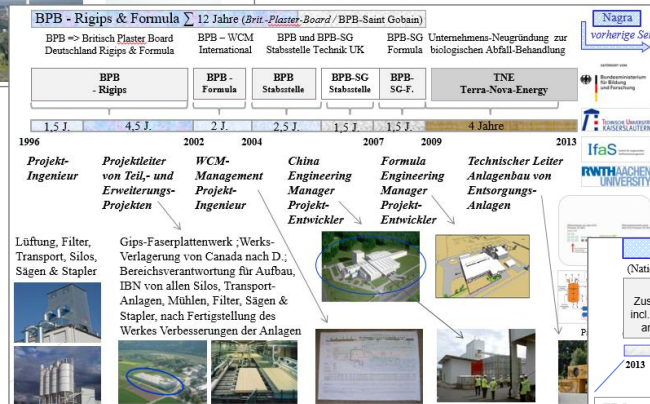 BPB - Rigips & Formula ∑ 12 Jahre (Brit.-Plaster-Board / BPB-Saint Gobain)
Nagra
vorherige Sei
BPB => Britisch Plaster Board
Deutschland Rigips & Formula
BPB – WCM
International
BPB und BPB-SG
Stabsstelle Technik UK
BPB-SG
Formula
Unternehmens-Neugründung zur
biologischen Abfall-Behandlung
BPB
- Rigips
BPB -
Formula
BPB
Stabsstelle
BPB-SG
Stabsstelle
BPB-
SG-F.
TNE
Terra-Nova-Energy
Bundesministerium
für Bildung
und Forschung
1,5 J.
4,5 J.
2 J.
2,5 J.
1,5 J.
1,5 J.
4 Jahre
TECHNISCHE UNIVERSITÄT
KAISERSLAUTERN
1996
2002
2004
2007
2009
2013
IfaS
RWTHAACHEN
UNIVERSITY
Projekt-
Ingenieur
Projektleiter
von Teil,- und
Erweiterungs-
Projekten
WCM-
Management
Projekt-
Ingenieur
China
Engineering
Manager
Projekt-
Entwickler
Formula
Engineering
Manager
Projekt-
Entwickler
Technischer Leiter
Anlagenbau von
Entsorgungs-
Anlagen
Lüftung, Filter,
Transport, Silos,
Sägen & Stapler
Gips-Faserplattenwerk ;Werks-
Verlagerung von Canada nach D.;
Bereichsverantwortung für Aufbau,
IBN von allen Silos, Transport-
Anlagen, Mühlen, Filter, Sägen &
Stapler, nach Fertigstellung des
Werkes Verbesserungen der Anlagen
(Nati
Zus
incl.
ar
2013